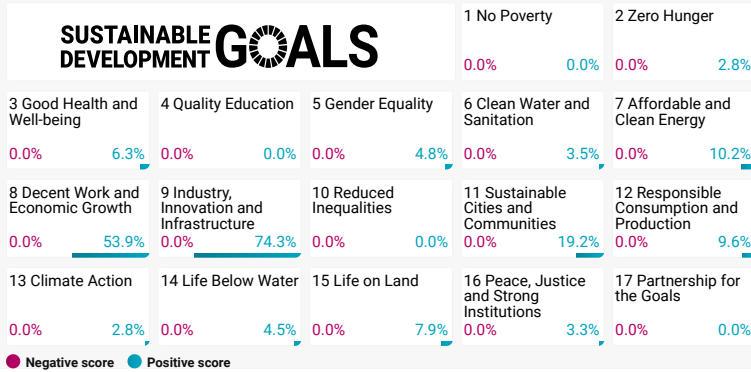 SUSTAINABLE
DEVELOPMENT
GOALS
1 No Poverty
0.0% 0.0%
2 Zero Hunger
0.0% 2.8%
3 Good Health and
Well-being
0.0% 6.3%
4 Quality Education
0.0% 0.0%
5 Gender Equality
0.0% 4.8%
6 Clean Water and
Sanitation
0.0% 3.5%
7 Affordable and
Clean Energy
0.0% 10.2%
8 Decent Work and
Economic Growth
0.0% 53.9%
9 Industry,
Innovation and
Infrastructure
0.0% 74.3%
10 Reduced
Inequalities
0.0% 0.0%
11 Sustainable
Cities and
Communities
0.0% 19.2%
12 Responsible
Consumption and
Production
0.0% 9.6%
13 Climate Action
0.0% 2.8%
14 Life Below Water
0.0% 4.5%
15 Life on Land
0.0% 7.9%
16 Peace, Justice
and Strong
Institutions
0.0% 3.3%
17 Partnership for
the Goals
0.0% 0.0%
Negative score Positive score